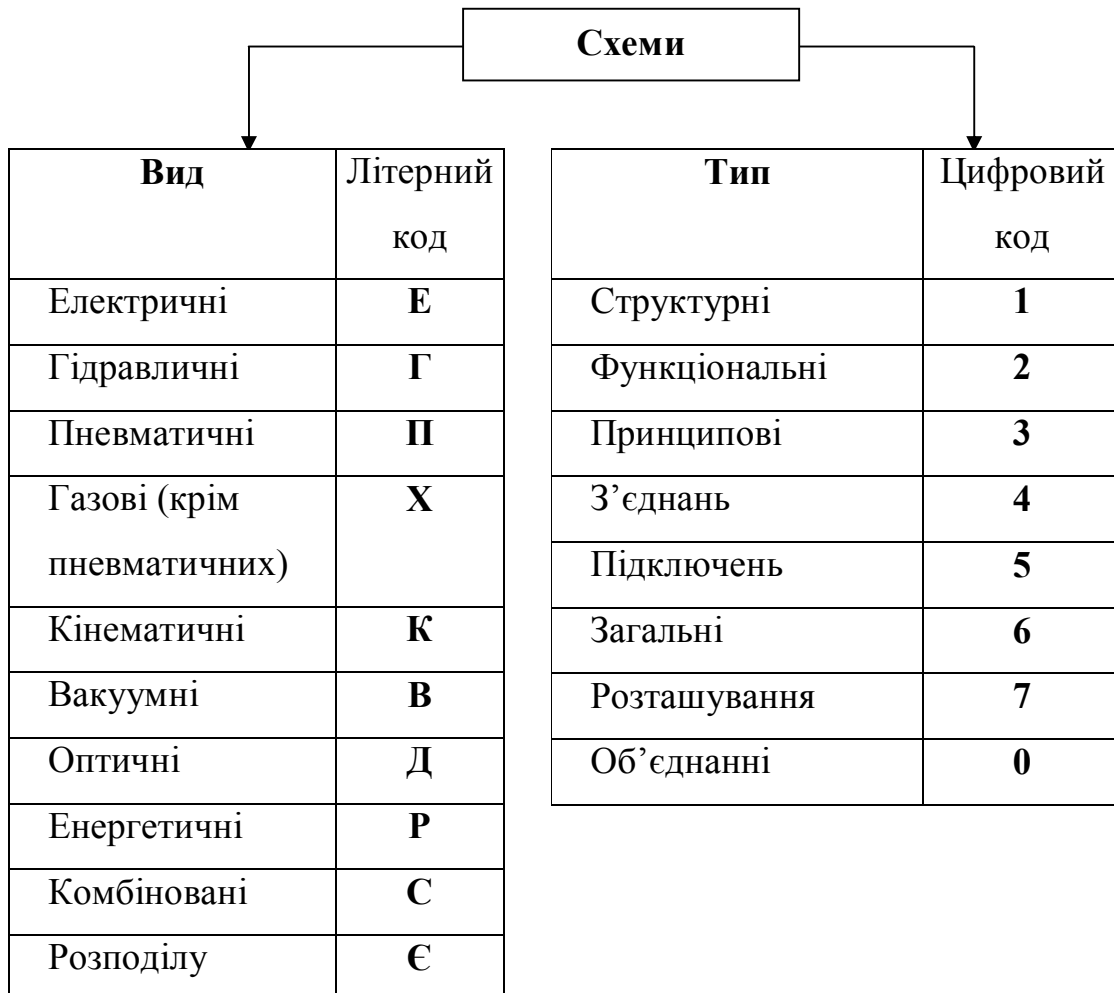 Схеми
Вид Літерний
код
Електричні Е
Гідравличні Г
Пневматичні П
Газові (крім Х
пневматичних)
Кінематичні К
Вакуумні В
Оптичні Д
Енергетичні Р
Комбіновані С
Розподілу Є
Тип Цифровий
код
Структурні 1
Функціональні 2
Принципові 3
З’єднань 4
Підключень 5
Загальні 6
Розташування 7
Об’єднанні 0